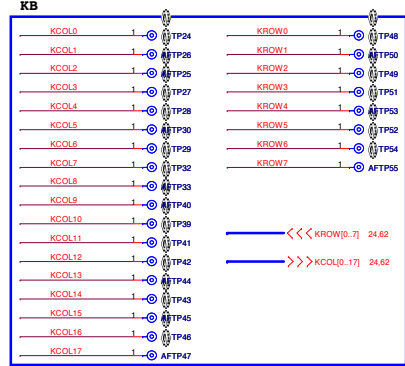 KB
KCOL0 1 TP24
KCOL1 1 AFTP26
KCOL2 1 TP25
KCOL3 1 TP27
KCOL4 1 TP28
KCOL5 1 AFTP30
KCOL6 1 TP29
KCOL7 1 TP32
KCOL8 1 AFTP33
KCOL9 1 AFTP40
KCOL10 1 TP39
KCOL11 1 TP41
KCOL12 1 TP42
KCOL13 1 AFTP44
KCOL14 1 TP43
KCOL15 1 AFTP45
KCOL16 1 TP46
KCOL17 1 AFTP47
KROW0 1 TP48
KROW1 1 AFTP50
KROW2 1 TP49
KROW3 1 TP51
KROW4 1 AFTP53
KROW5 1 TP52
KROW6 1 TP54
KROW7 1 AFTP55
KROW[0..7] 24,62
KCOL[0..17] 24,62